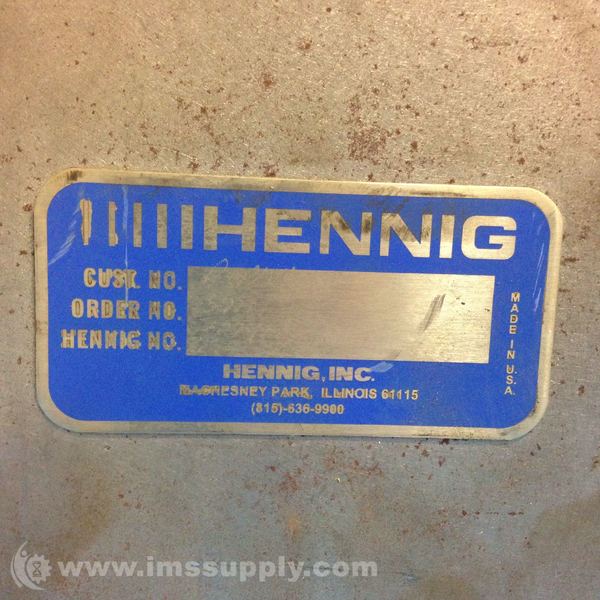 HENNIG
CUST. NO.
ORDER NO.
HENNIG NO.
MADE IN U.S.A.
HENNIG, INC.
MACHESNEY PARK, ILLINOIS 61115
(815)-636-9900
www.imssupply.com